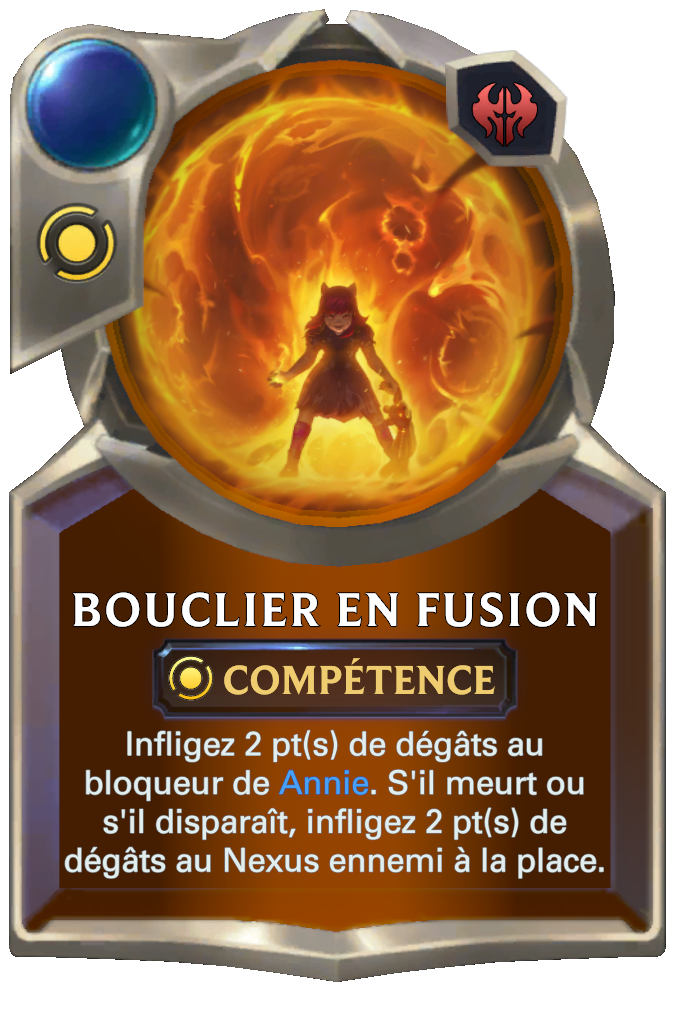 BOUCLIER EN FUSION
COMPÉTENCE
Infligez 2 pt(s) de dégâts au
bloqueur de Annie. S'il meurt ou
s'il disparaît, infligez 2 pt(s) de
dégâts au Nexus ennemi à la place.